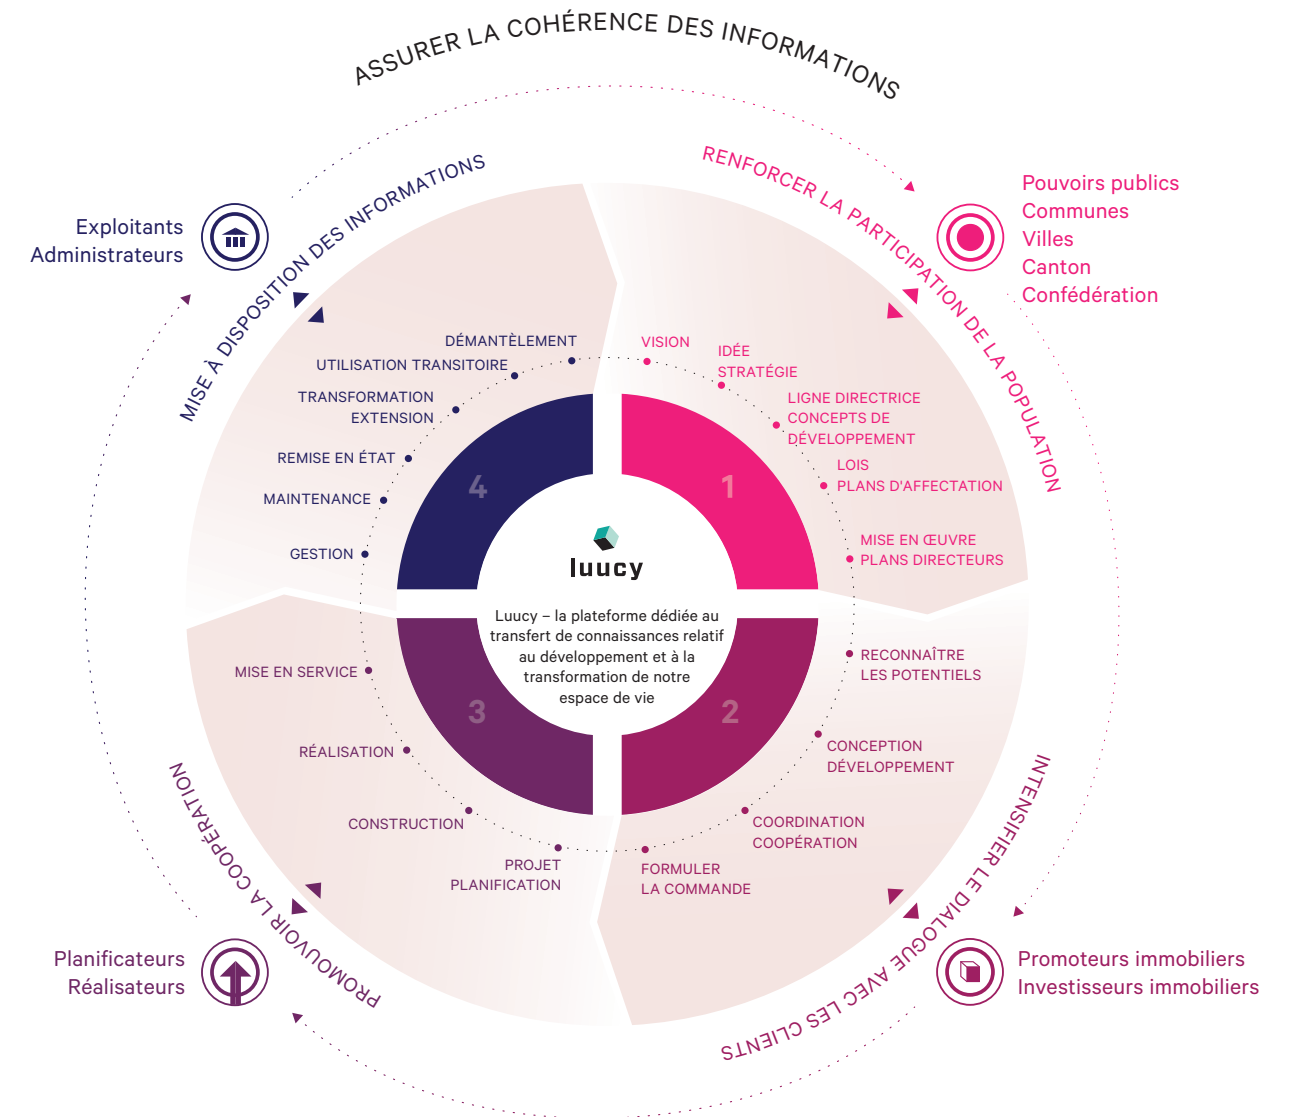 ASSURER LA COHÉRENCE DES INFORMATIONS
MISE À DISPOSITION DES INFORMATIONS
RENFORCER LA PARTICIPATION DE LA POPULATION
Exploitants
Administrateurs
Pouvoirs publics
Communes
Villes
Canton
Confédération
DÉMANTÈLEMENT
UTILISATION TRANSITOIRE
TRANSFORMATION
EXTENSION
REMISE EN ÉTAT
MAINTENANCE
GESTION
VISION
IDÉE
STRATÉGIE
LIGNE DIRECTRICE
CONCEPTS DE
DÉVELOPPEMENT
LOIS
PLANS D'AFFECTATION
MISE EN ŒUVRE
PLANS DIRECTEURS
4
1
luucy
Luucy – la plateforme dédiée au
transfert de connaissances relatif
au développement et à la
transformation de notre
espace de vie
3
2
MISE EN SERVICE
RÉALISATION
CONSTRUCTION
PROJET
PLANIFICATION
RECONNAÎTRE
LES POTENTIELS
CONCEPTION
DÉVELOPPEMENT
COORDINATION
COOPÉRATION
FORMULER
LA COMMANDE
PROMOUVOIR LA COOPÉRATION
INTENSIFIER LE DIALOGUE AVEC LES CLIENTS
Planificateurs
Réalisateurs
Promoteurs immobiliers
Investisseurs immobiliers